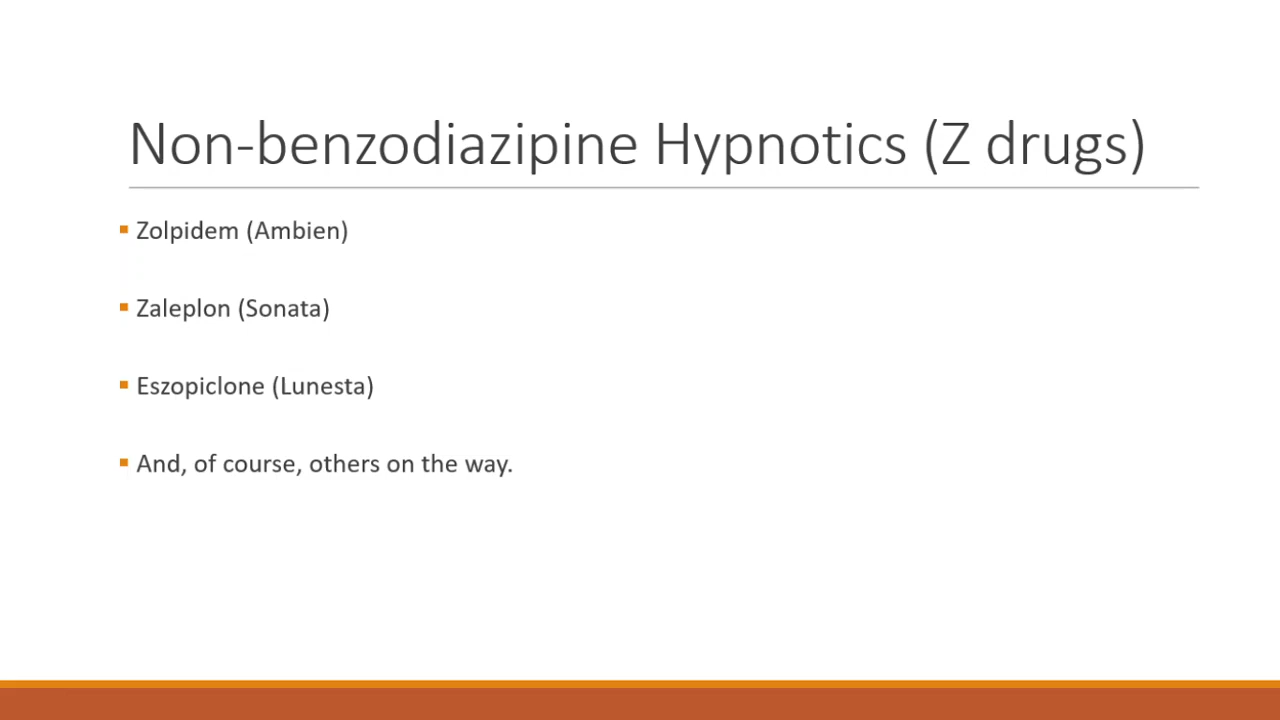 Non-benzodiazipine Hypnotics (Z drugs)
Zolpidem (Ambien)
Zaleplon (Sonata)
Eszopiclone (Lunesta)
And, of course, others on the way.